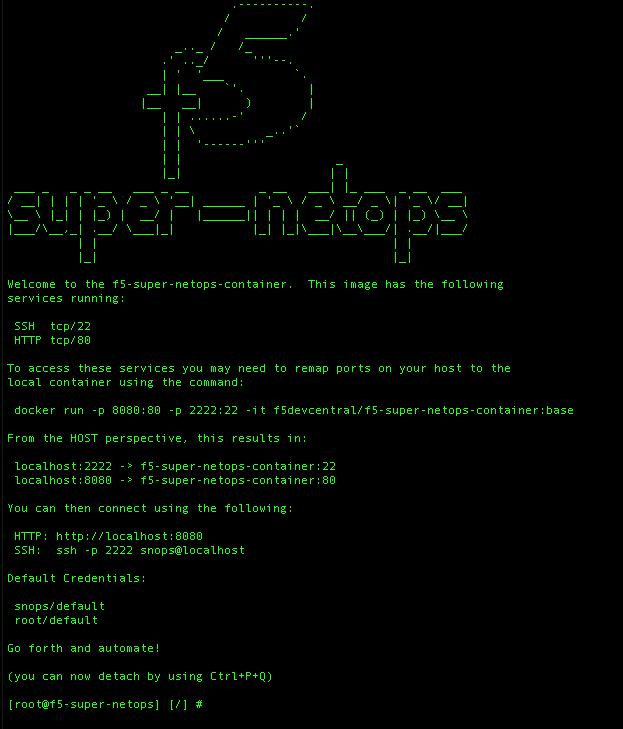 f5
super-netops
Welcome to the f5-super-netops-container.  This image has the following
services running:
SSH  tcp/22
HTTP tcp/80
To access these services you may need to remap ports on your host to the
local container using the command:
docker run -p 8080:80 -p 2222:22 -it f5devcentral/f5-super-netops-container:base
From the HOST perspective, this results in:
localhost:2222 -> f5-super-netops-container:22
localhost:8080 -> f5-super-netops-container:80
You can then connect using the following:
HTTP: http://localhost:8080
SSH:  ssh -p 2222 snops@localhost
Default Credentials:
snops/default
root/default
Go forth and automate!
(you can now detach by using Ctrl+P+Q)
[root@f5-super-netops] [/] #